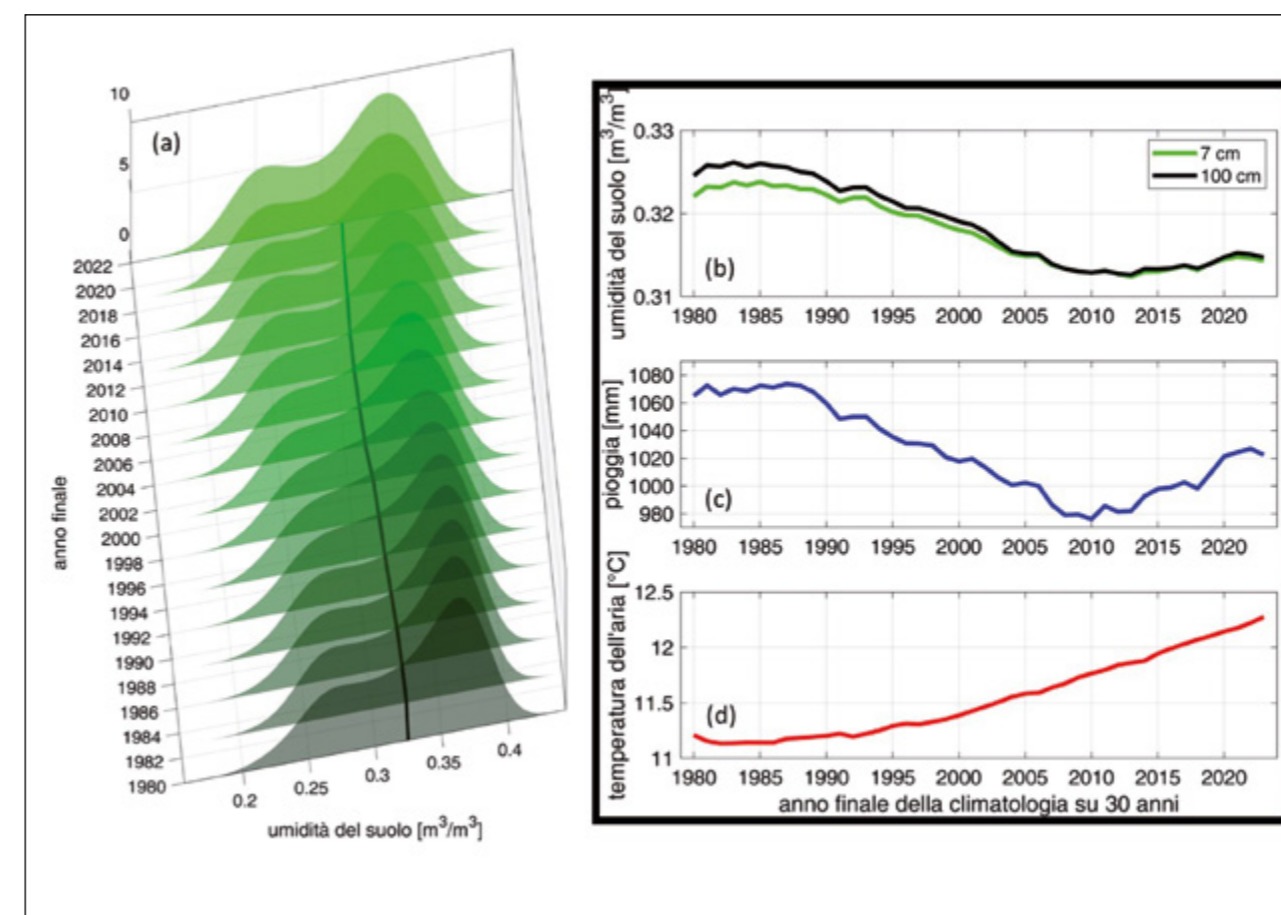 (a)
10
5
0
2022
2020
2018
2016
2014
2012
2010
2008
2006
2004
2002
2000
1998
1996
1994
1992
1990
1988
1986
1984
1982
1980
anno finale
0.2
0.25
0.3
0.35
0.4
umidità del suolo [m³/m³]
umidità del suolo [m³/m³]
0.33
0.32
0.31
7 cm
100 cm
(b)
1980 1985 1990 1995 2000 2005 2010 2015 2020
pioggia [mm]
1080
1060
1040
1020
1000
980
(c)
1980 1985 1990 1995 2000 2005 2010 2015 2020
temperatura dell'aria [°C]
12.5
12
11.5
11
(d)
1980 1985 1990 1995 2000 2005 2010 2015 2020
anno finale della climatologia su 30 anni